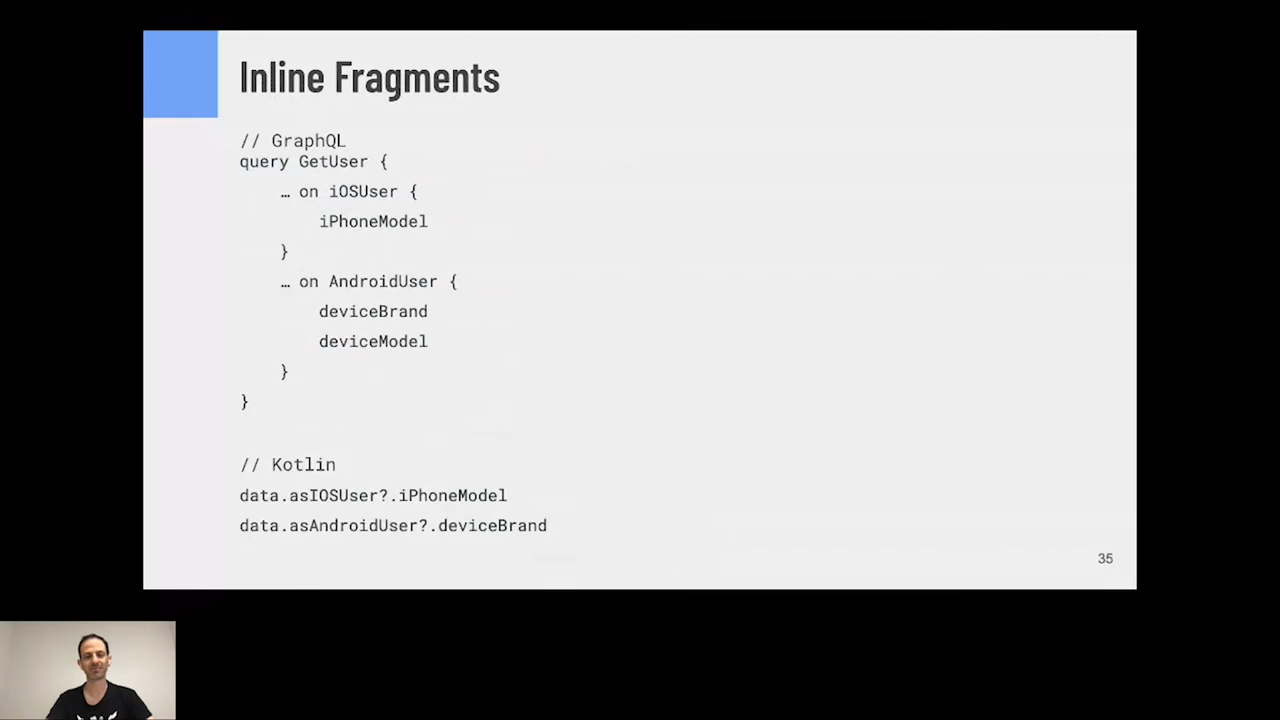 Inline Fragments
// GraphQL
query GetUser {
… on iOSUser {
iPhoneModel
}
… on AndroidUser {
deviceBrand
deviceModel
}
}
// Kotlin
data.asIOSUser?.iPhoneModel
data.asAndroidUser?.deviceBrand
35